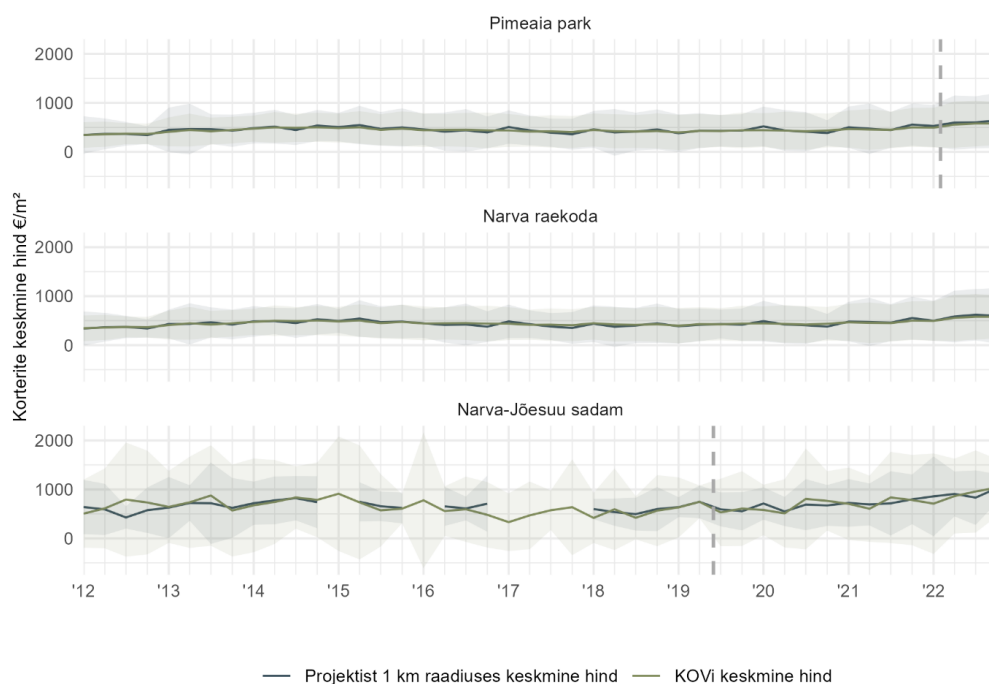 Pimeaia park
2000
1000
0
Narva raekoda
2000
1000
0
Korterite keskmine hind €/m²
Narva-Jõesuu sadam
2000
1000
0
'12 '13 '14 '15 '16 '17 '18 '19 '20 '21 '22
Projektist 1 km raadiuses keskmine hind KOVi keskmine hind